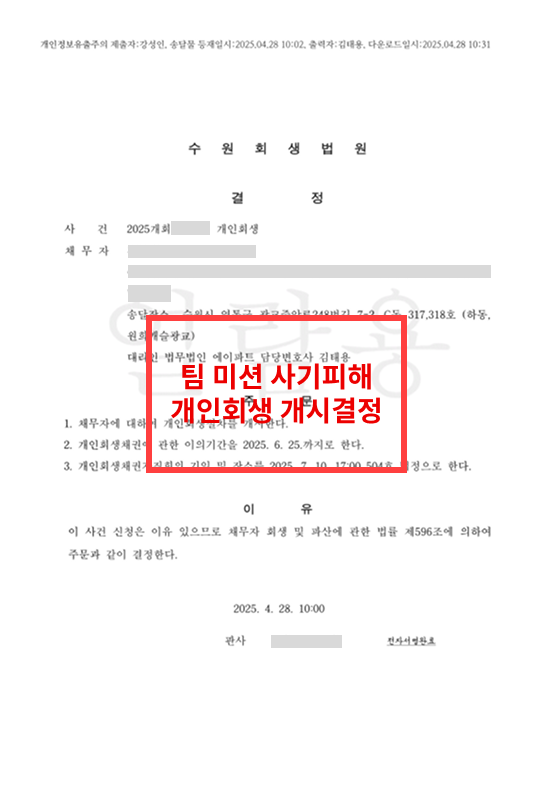 개인정보유출주의 제출자:강성인, 송달물 등재일시:2025.04.28 10:02, 출력자:김태용, 다운로드일시:2025.04.28 10:31
수 원 회 생 법 원
결 정
사 건 2025개회 개인회생
채 무 자
송달장소 수원시 영통구 광교중앙로248번길 7-2, C동 317,318호 (하동,
원희캐슬광교)
대리인 법무법인 에이파트 담당변호사 김태용
열람용
팀 미션 사기피해
개인회생 개시결정
주 문
1. 채무자에 대하여 개인회생절차를 개시한다.
2. 개인회생채권에 관한 이의기간을 2025. 6. 25.까지로 한다.
3. 개인회생채권자집회의 기일 및 장소를 2025. 7. 10. 17:00 504호 법정으로 한다.
이 유
이 사건 신청은 이유 있으므로 채무자 회생 및 파산에 관한 법률 제596조에 의하여
주문과 같이 결정한다.
2025. 4. 28. 10:00
판사 전자서명완료